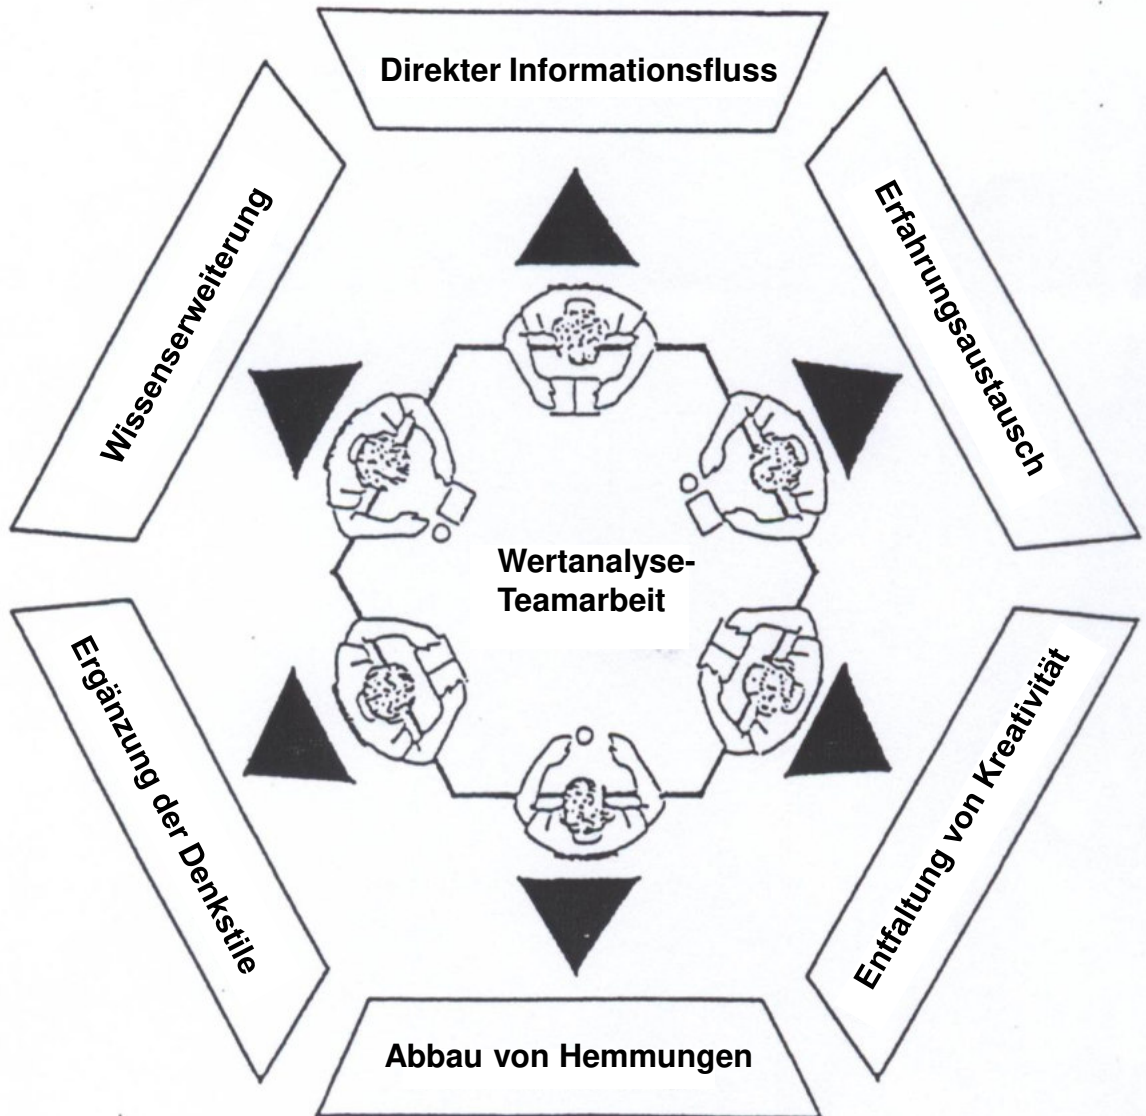 Direkter Informationsfluss
Erfahrungsaustausch
Entfaltung von Kreativität
Abbau von Hemmungen
Ergänzung der Denkstile
Wissenserweiterung
Wertanalyse-
Teamarbeit